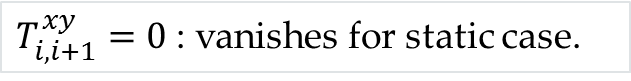 $T_{i,i+1}^{xy} = 0$ : vanishes for static case.